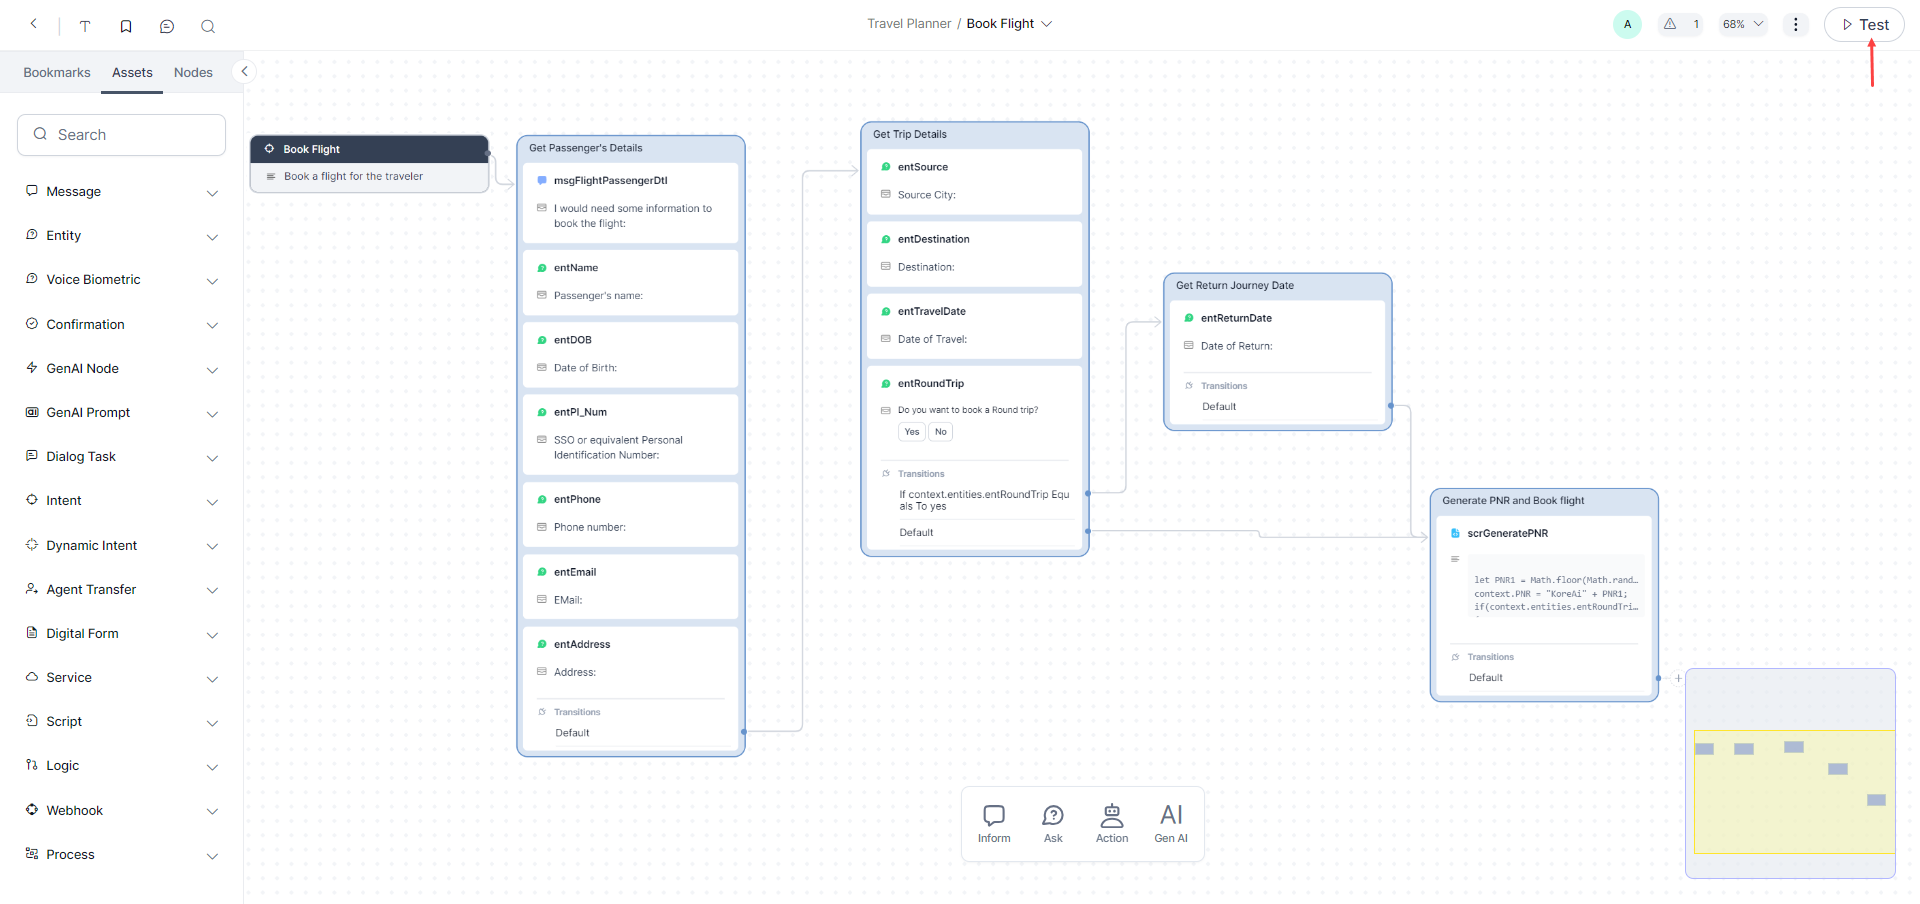 Travel Planner / Book Flight
A
1
68%
Test
Bookmarks
Assets
Nodes
Search
Message
Entity
Voice Biometric
Confirmation
GenAI Node
GenAI Prompt
Dialog Task
Intent
Dynamic Intent
Agent Transfer
Digital Form
Service
Script
Logic
Webhook
Process
Book Flight
Book a flight for the traveler
Get Passenger's Details
msgFlightPassengerDtl
I would need some information to
book the flight:
entName
Passenger's name:
entDOB
Date of Birth:
entPI_Num
SSO or equivalent Personal
Identification Number:
entPhone
Phone number:
entEmail
EMail:
entAddress
Address:
Transitions
Default
Get Trip Details
entSource
Source City:
entDestination
Destination:
entTravelDate
Date of Travel:
entRoundTrip
Do you want to book a Round trip?
Yes
No
Transitions
If context.entities.entRoundTrip Equ
als To yes
Default
Get Return Journey Date
entReturnDate
Date of Return:
Transitions
Default
Generate PNR and Book flight
scrGeneratePNR
let PNR1 = Math.floor(Math.rand…
context.PNR = "KoreAi" + PNR1;
if(context.entities.entRoundTri…
Transitions
Default
Inform
Ask
Action
AI
Gen AI